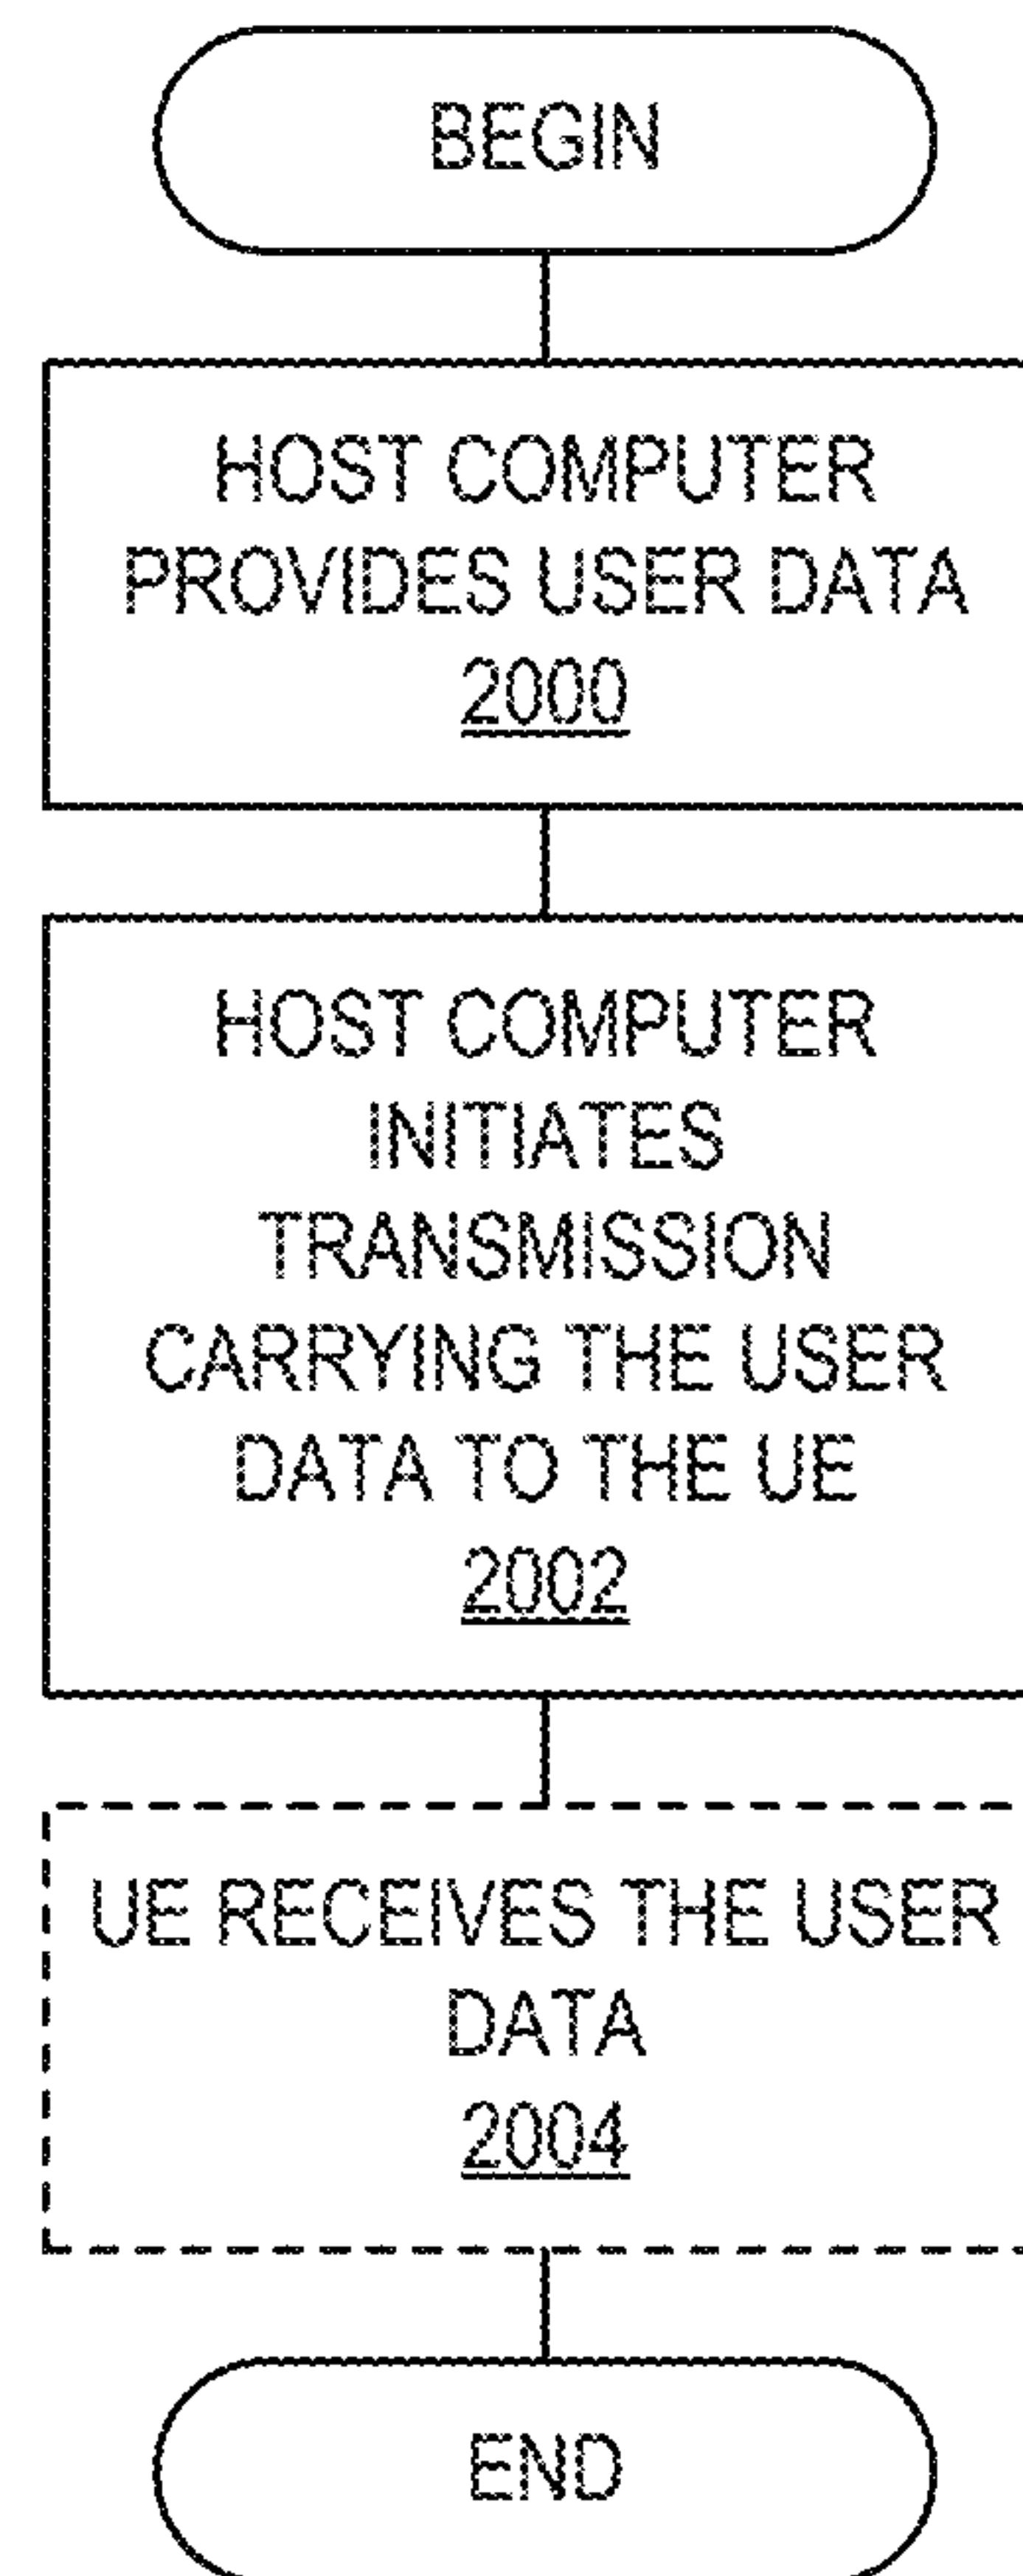 BEGIN
HOST COMPUTER
PROVIDES USER DATA
2000
HOST COMPUTER
INITIATES
TRANSMISSION
CARRYING THE USER
DATA TO THE UE
2002
UE RECEIVES THE USER
DATA
2004
END